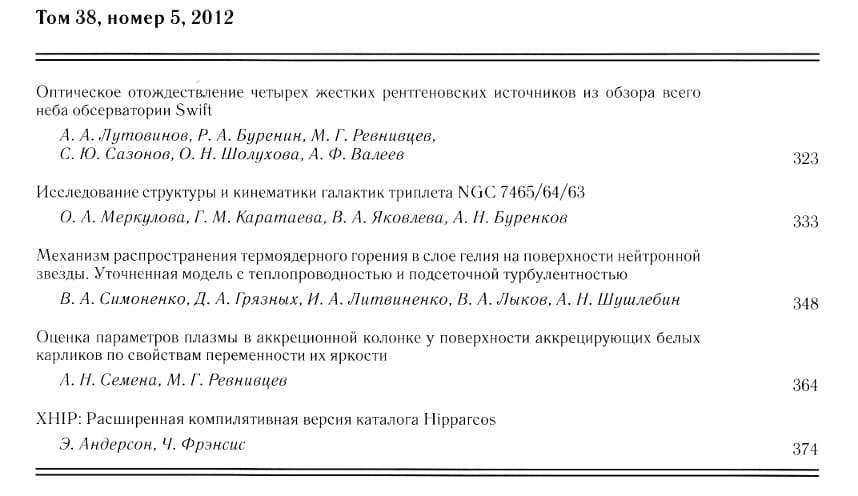 Том 38, номер 5, 2012
Оптическое отождествление четырех жестких рентгеновских источников из обзора всего
неба обсерватории Swift
А. А. Лутовинов, Р. А. Буренин, М. Г. Ревнивцев,
С. Ю. Сазонов, О. Н. Шолухова, А. Ф. Валеев 323
Исследование структуры и кинематики галактик триплета NGC 7465/64/63
О. А. Меркулова, Г. М. Каратаева, В. А. Яковлева, А. Н. Буренков 333
Механизм распространения термоядерного горения в слое гелия на поверхности нейтронной
звезды. Уточненная модель с теплопроводностью и подсеточной турбулентностью
В. А. Симоненко, Д. А. Грязных, И. А. Литвиненко, В. А. Лыков, А. Н. Шушлебин 348
Оценка параметров плазмы в аккреционной колонке у поверхности аккрецирующих белых
карликов по свойствам переменности их яркости
А. Н. Семена, М. Г. Ревнивцев 364
XHIP: Расширенная компилятивная версия каталога Hipparcos
Э. Андерсон, Ч. Фрэнсис 374